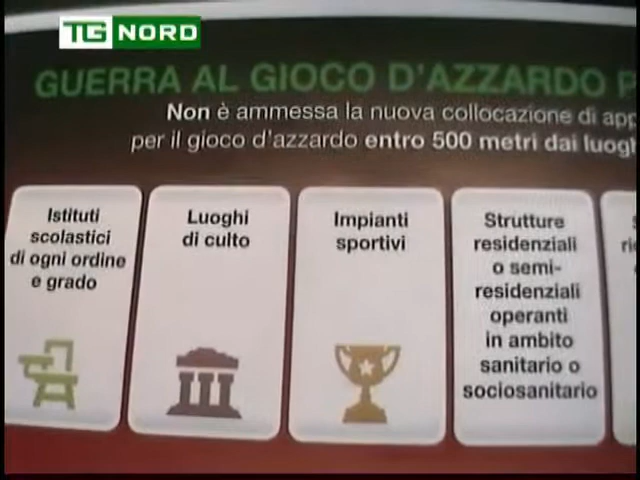 TG NORD
GUERRA AL GIOCO D'AZZARDO
Non è ammessa la nuova collocazione di
per il gioco d'azzardo entro 500 metri dai
Istituti
scolastici
di ogni ordine
e grado
Luoghi
di culto
Impianti
sportivi
Strutture
residenziali
o semi-
residenziali
operanti
in ambito
sanitario o
sociosanitario